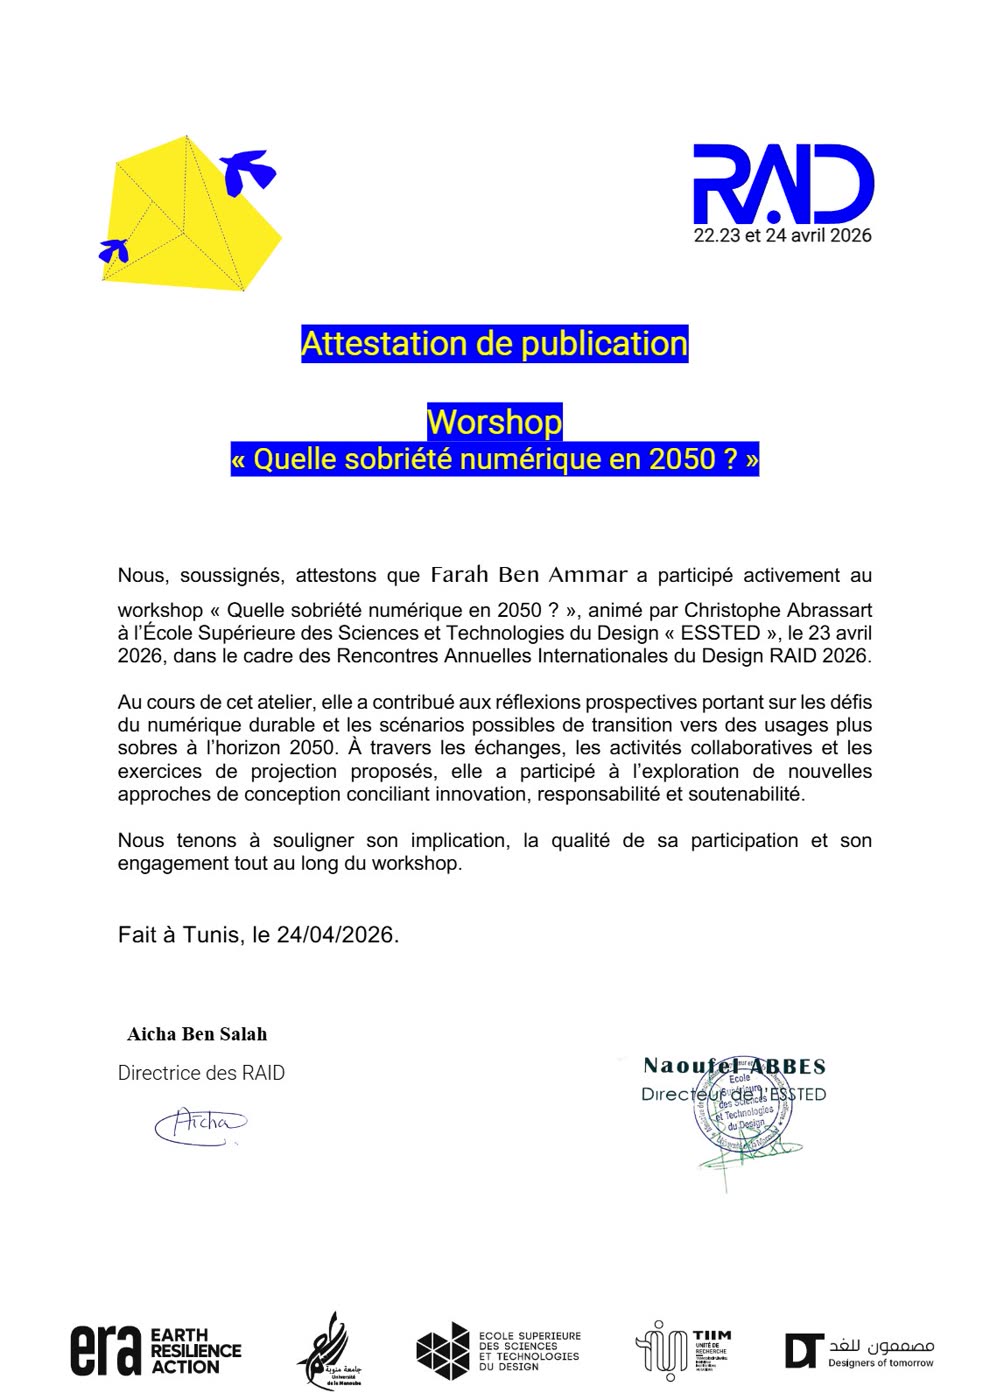 RAID
22.23 et 24 avril 2026
Attestation de publication
Worshop
« Quelle sobriété numérique en 2050 ? »
Nous, soussignés, attestons que Farah Ben Ammar a participé activement au
workshop « Quelle sobriété numérique en 2050 ? », animé par Christophe Abrassart
à l’École Supérieure des Sciences et Technologies du Design « ESSTED », le 23 avril
2026, dans le cadre des Rencontres Annuelles Internationales du Design RAID 2026.
Au cours de cet atelier, elle a contribué aux réflexions prospectives portant sur les défis
du numérique durable et les scénarios possibles de transition vers des usages plus
sobres à l’horizon 2050. À travers les échanges, les activités collaboratives et les
exercices de projection proposés, elle a participé à l’exploration de nouvelles
approches de conception conciliant innovation, responsabilité et soutenabilité.
Nous tenons à souligner son implication, la qualité de sa participation et son
engagement tout au long du workshop.
Fait à Tunis, le 24/04/2026.
Aicha Ben Salah
Directrice des RAID
Aicha
Naoufel ABBES
Directeur de l'ESSTED
Ecole
Supérieure
des Sciences
et Technologies
du Design
era EARTH
RESILIENCE
ACTION
جامعة منوبة
Université
de la Manouba
ECOLE SUPERIEURE
DES SCIENCES
ET TECHNOLOGIES
DU DESIGN
TIIM
UNITÉ DE
RECHERCHE
DT
مصممون للغد
Designers of tomorrow